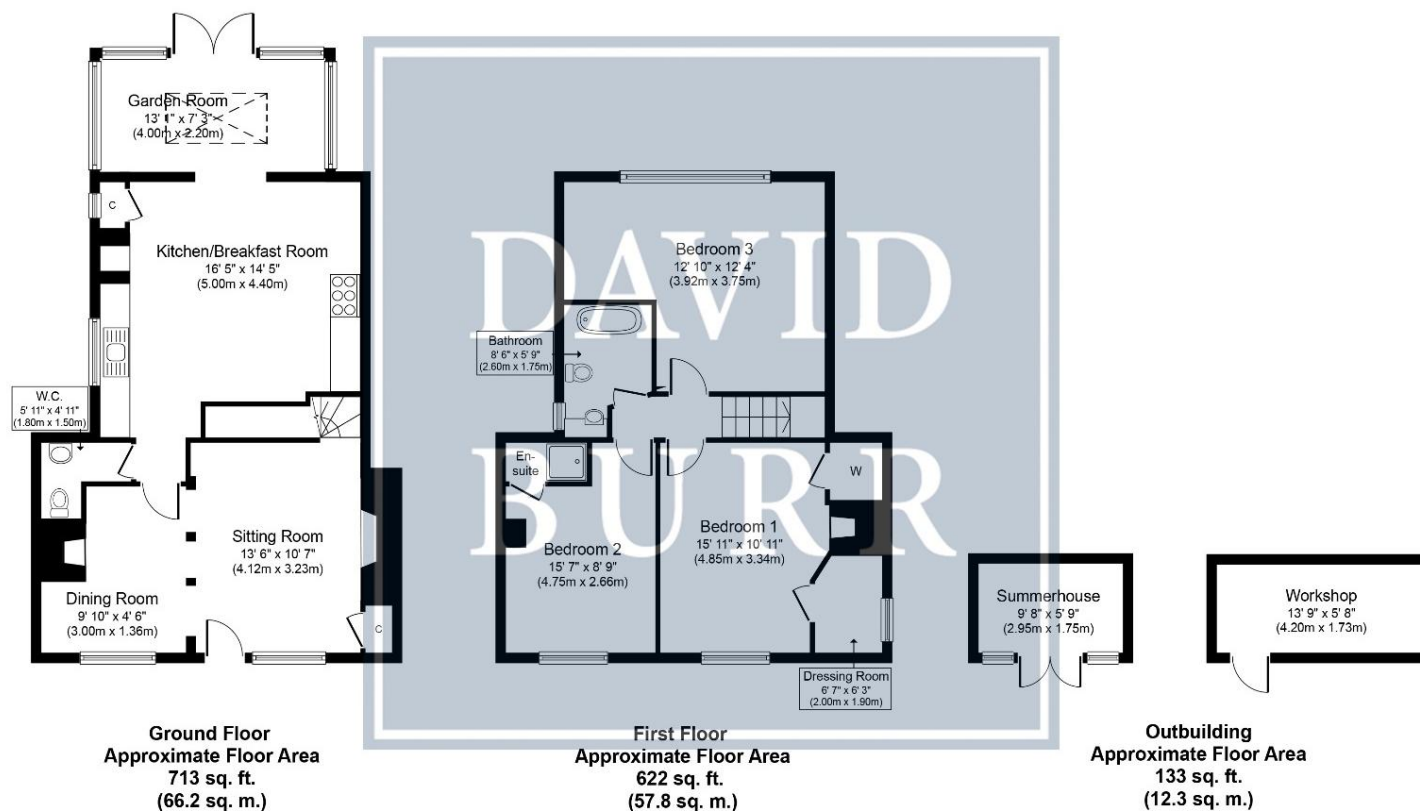 Garden Room
13' 1" x 7' 3"
(4.00m x 2.20m)
C
Kitchen/Breakfast Room
16' 5" x 14' 5"
(5.00m x 4.40m)
W.C.
5' 11" x 4' 11"
(1.80m x 1.50m)
Sitting Room
13' 6" x 10' 7"
(4.12m x 3.23m)
Dining Room
9' 10" x 4' 6"
(3.00m x 1.36m)
C
Ground Floor
Approximate Floor Area
713 sq. ft.
(66.2 sq. m.)
DAVID
BURR
Bedroom 3
12' 10" x 12' 4"
(3.92m x 3.75m)
Bathroom
8' 6" x 5' 9"
(2.60m x 1.75m)
En-
suite
W
Bedroom 2
15' 7" x 8' 9"
(4.75m x 2.66m)
Bedroom 1
15' 11" x 10' 11"
(4.85m x 3.34m)
Dressing Room
6' 7" x 6' 3"
(2.00m x 1.90m)
First Floor
Approximate Floor Area
622 sq. ft.
(57.8 sq. m.)
Summerhouse
9' 8" x 5' 9"
(2.95m x 1.75m)
Workshop
13' 9" x 5' 8"
(4.20m x 1.73m)
Outbuilding
Approximate Floor Area
133 sq. ft.
(12.3 sq. m.)